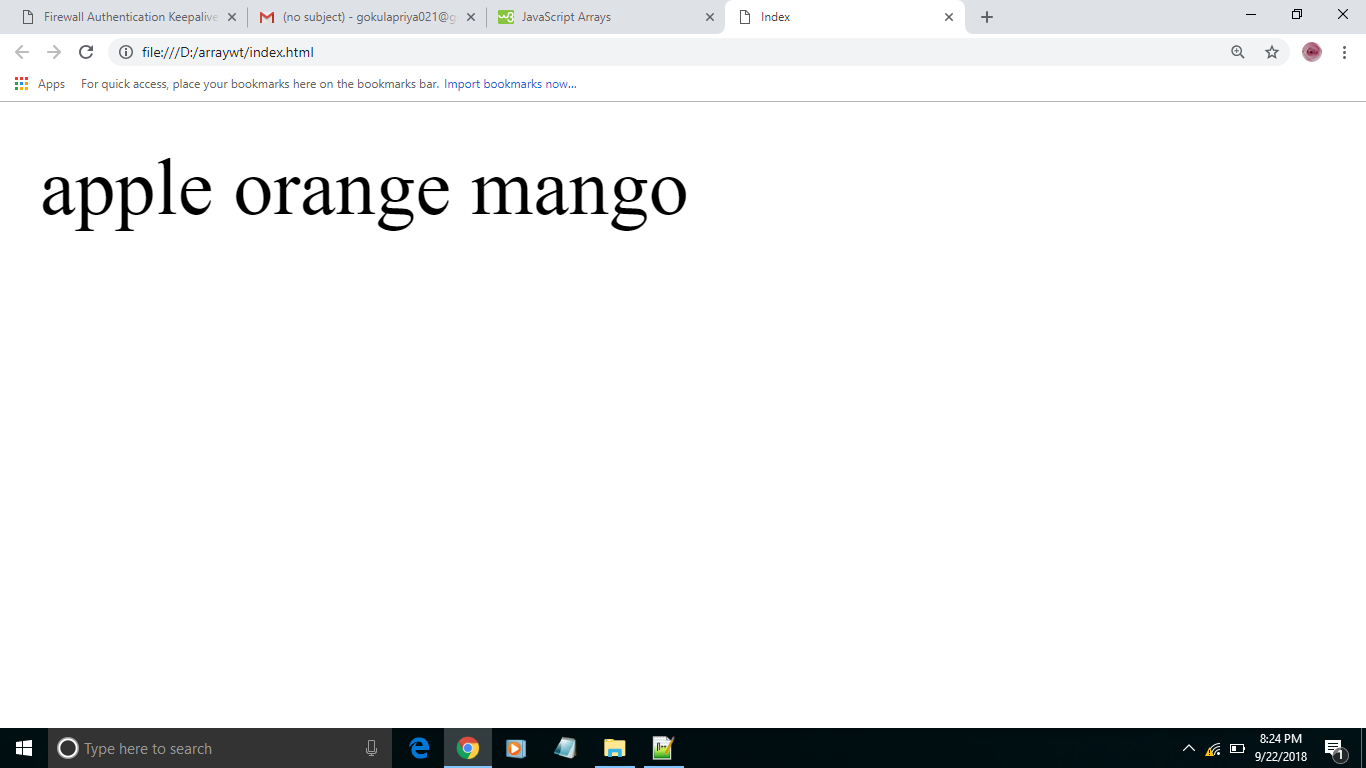 Firewall Authentication Keepalive
(no subject) - gokulapriya021@g
w3 JavaScript Arrays
Index
file:///D:/arraywt/index.html
Apps For quick access, place your bookmarks here on the bookmarks bar. Import bookmarks now...
apple orange mango
Type here to search
8:24 PM
9/22/2018
1